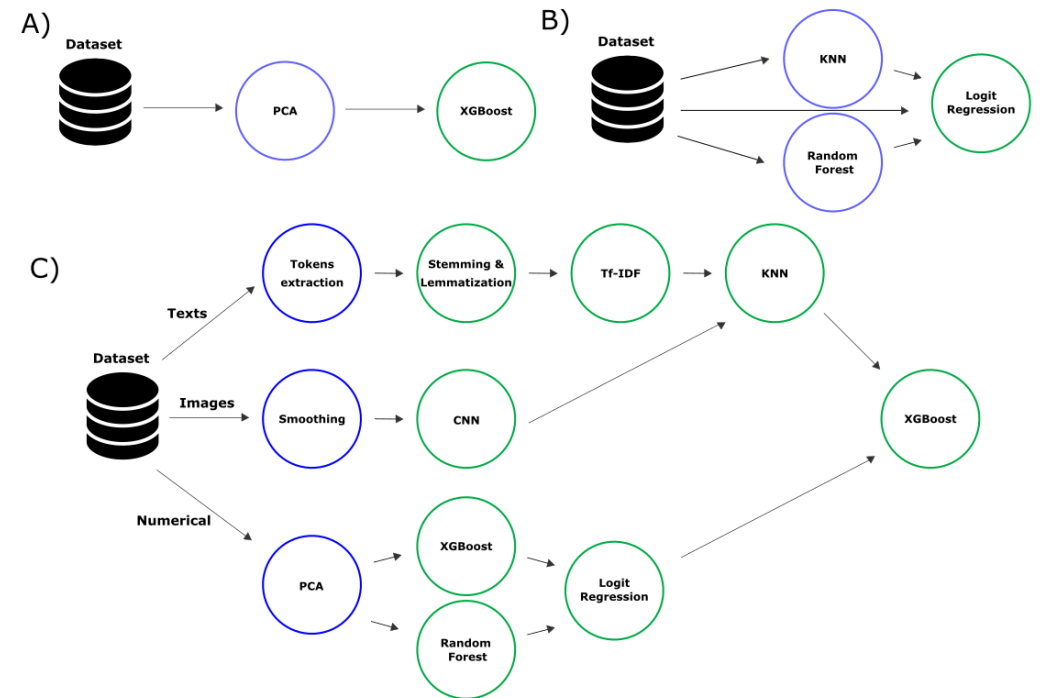 A)
Dataset
PCA
XGBoost
B)
Dataset
KNN
Random
Forest
Logit
Regression
C)
Dataset
Texts
Images
Numerical
Tokens
extraction
Stemming &
Lemmatization
Tf-IDF
KNN
Smoothing
CNN
XGBoost
PCA
XGBoost
Random
Forest
Logit
Regression